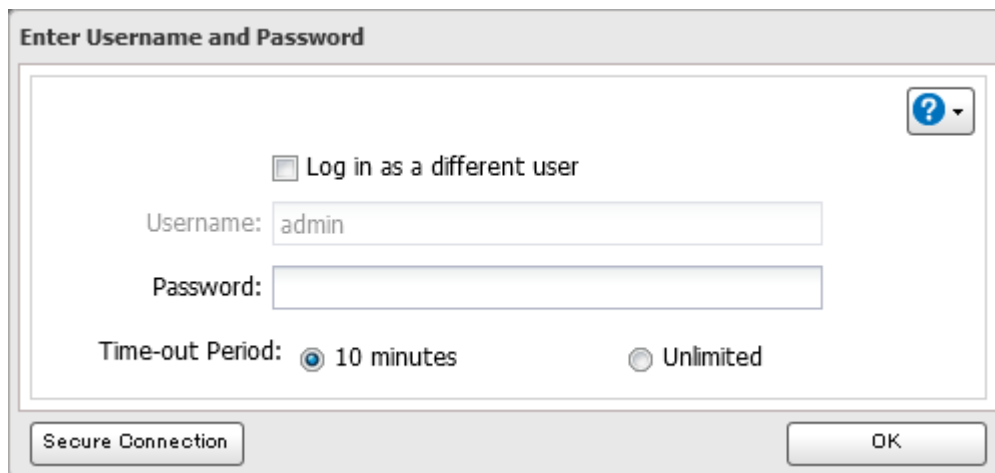 Enter Username and Password
?
Log in as a different user
Username: admin
Password:
Time-out Period: 10 minutes Unlimited
Secure Connection OK